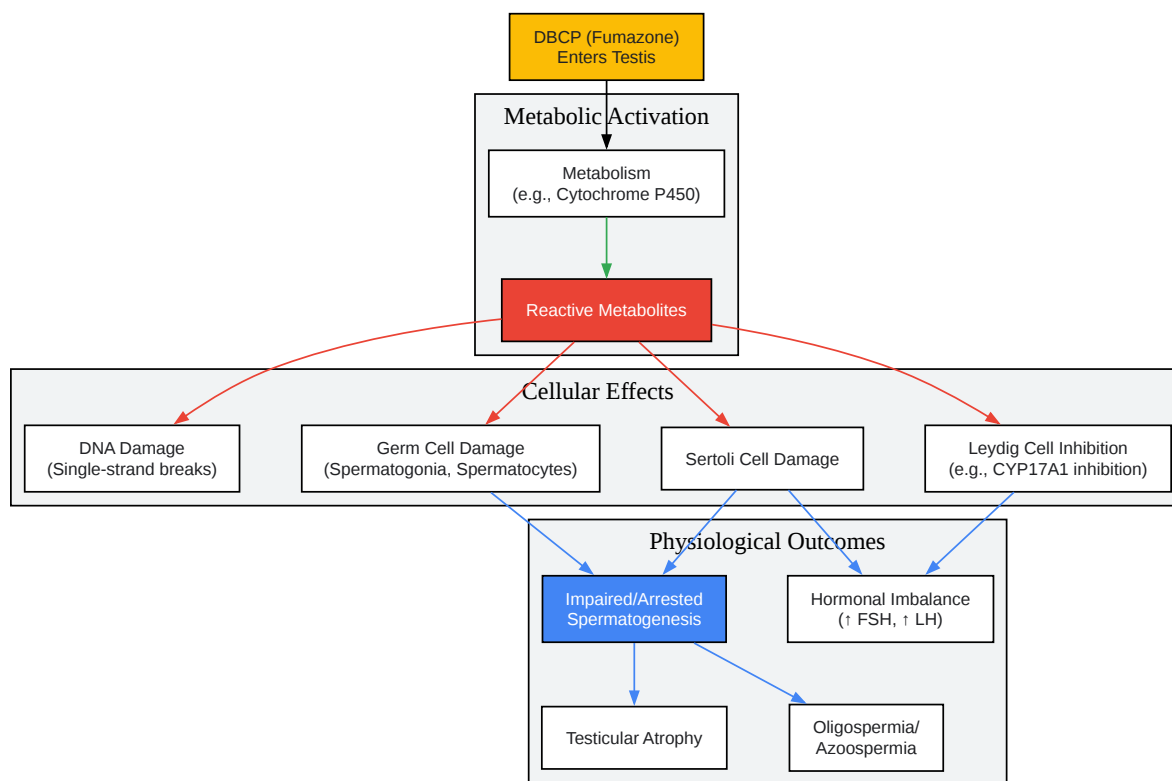 DBCP (Fumazone)
Enters Testis
Metabolic Activation
Metabolism
(e.g., Cytochrome P450)
Reactive Metabolites
Cellular Effects
DNA Damage
(Single-strand breaks)
Germ Cell Damage
(Spermatogonia, Spermatocytes)
Sertoli Cell Damage
Leydig Cell Inhibition
(e.g., CYP17A1 inhibition)
Physiological Outcomes
Impaired/Arrested
Spermatogenesis
Hormonal Imbalance
(↑ FSH, ↑ LH)
Testicular Atrophy
Oligospermia/
Azoospermia